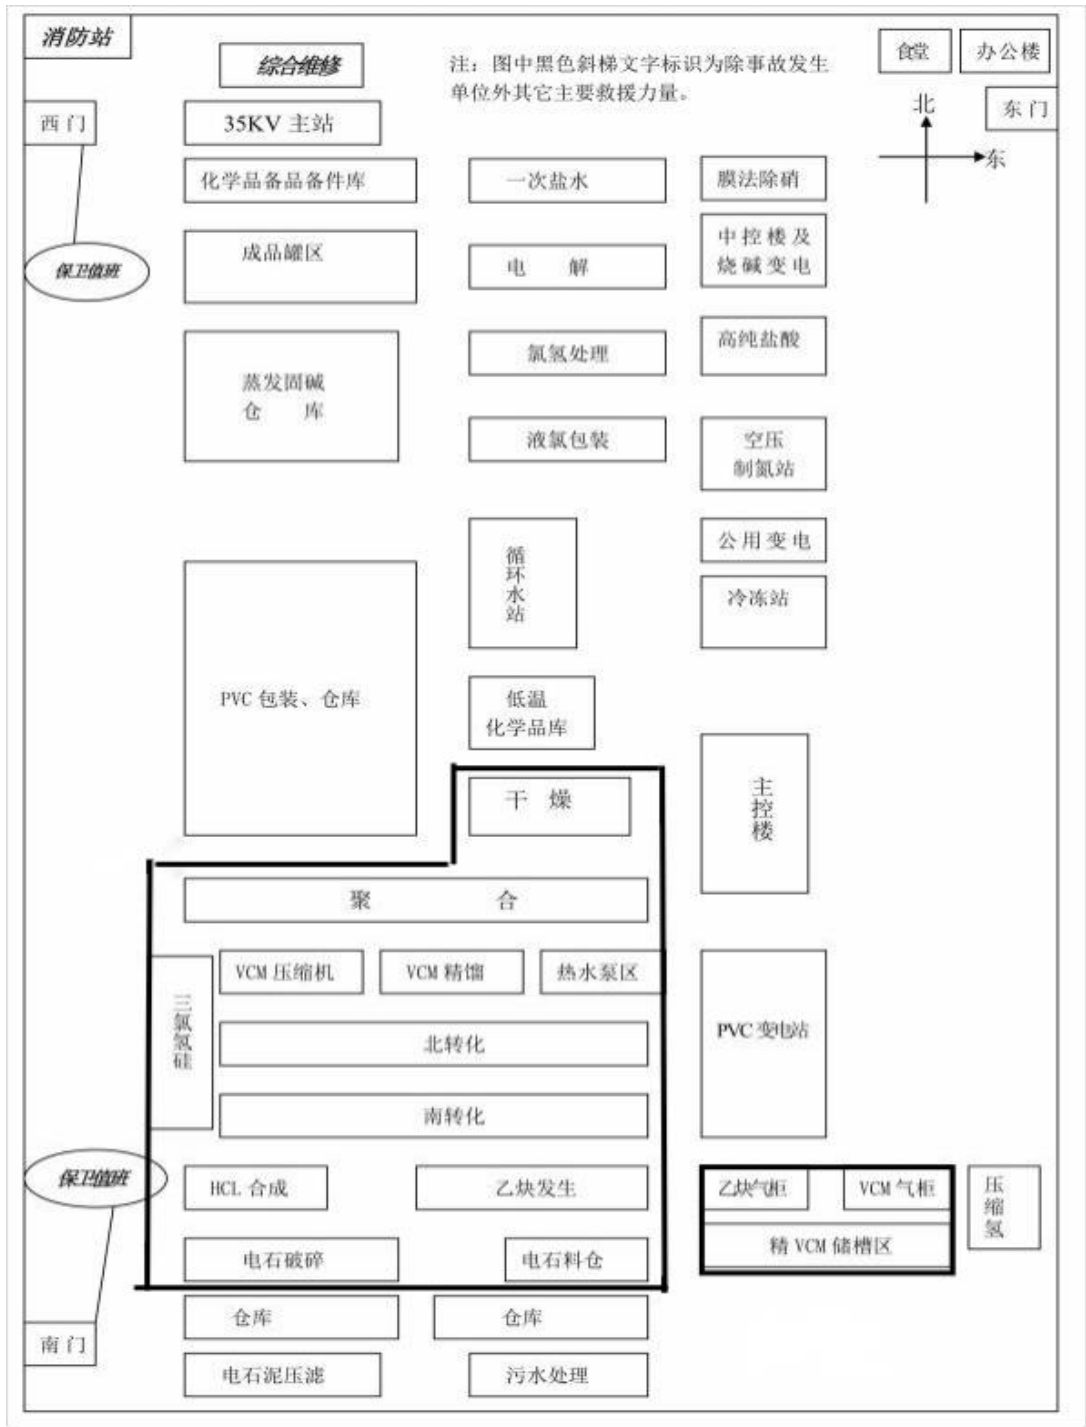 消防站
综合维修
注：图中黑色斜梯文字标识为除事故发生
单位外其它主要救援力量。
食堂
办公楼
西门
35KV 主站
北
东门
东
化学品备品备件库
一次盐水
膜法除硝
保卫值班
成品罐区
电 解
中控楼及
烧碱变电
蒸发固碱
仓 库
氯氢处理
高纯盐酸
液氯包装
空压
制氮站
循环水站
公用变电
冷冻站
PVC 包装、仓库
低温
化学品库
干 燥
主控楼
聚 合
三氯氢硅
VCM 压缩机
VCM 精馏
热水泵区
北转化
PVC 变电站
南转化
保卫值班
HCL 合成
乙炔发生
乙炔气柜
VCM 气柜
压缩氢
电石破碎
电石料仓
精 VCM 储槽区
仓库
仓库
南门
电石泥压滤
污水处理